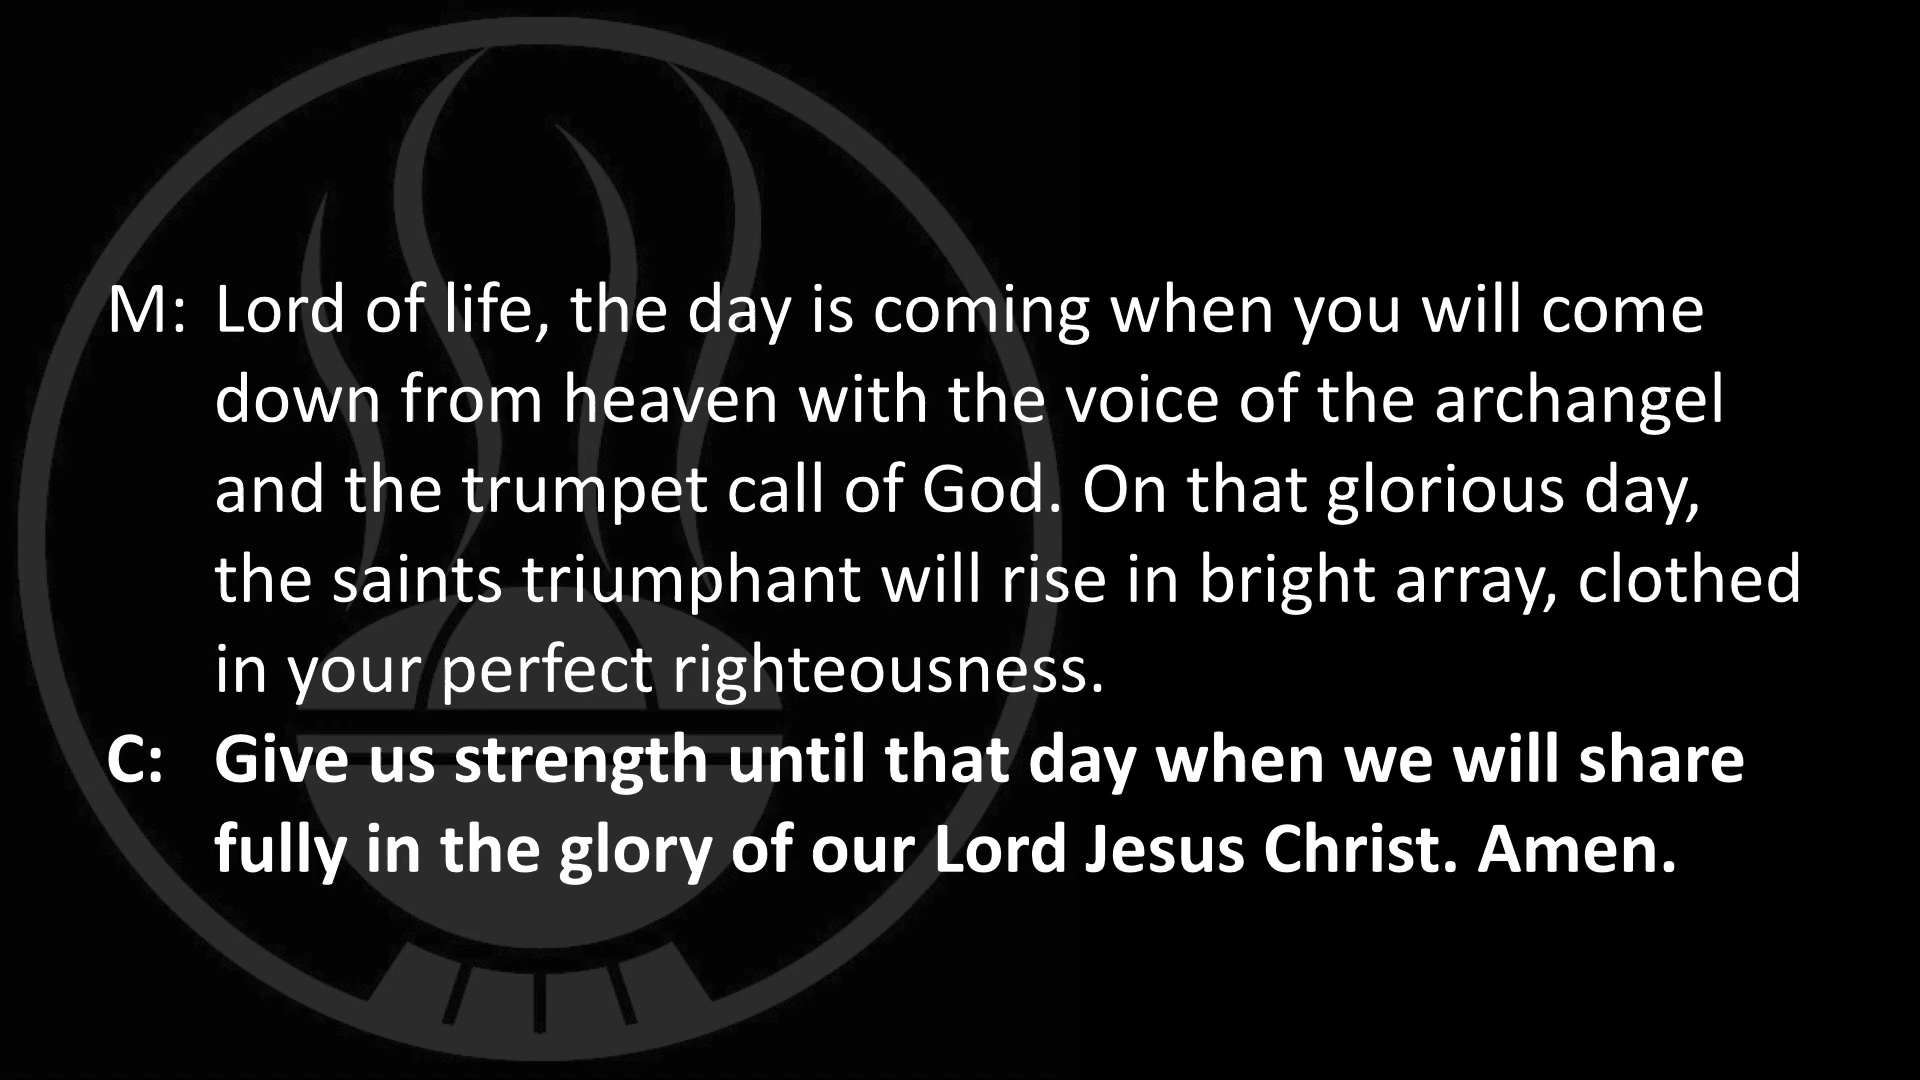 M: Lord of life, the day is coming when you will come
down from heaven with the voice of the archangel
and the trumpet call of God. On that glorious day,
the saints triumphant will rise in bright array, clothed
in your perfect righteousness.
C: Give us strength until that day when we will share
fully in the glory of our Lord Jesus Christ. Amen.